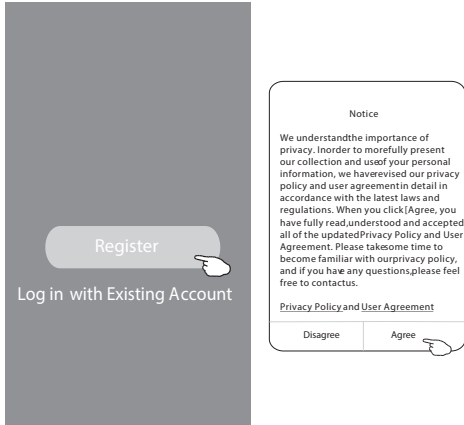 Register
Log in with Existing Account
Notice
We understandthe importance of
privacy. Inorder to morefully present
our collection and useof your personal
information, we haverevised our privacy
policy and user agreementin detail in
accordance with the latest laws and
regulations. When you click[Agree, you
have fully read,understood and accepted
all of the updatedPrivacy Policy and User
Agreement. Please takesome time to
become familiar with ourprivacy policy,
and if you have any questions,please feel
free to contactus.
Privacy Policy and User Agreement
Disagree
Agree